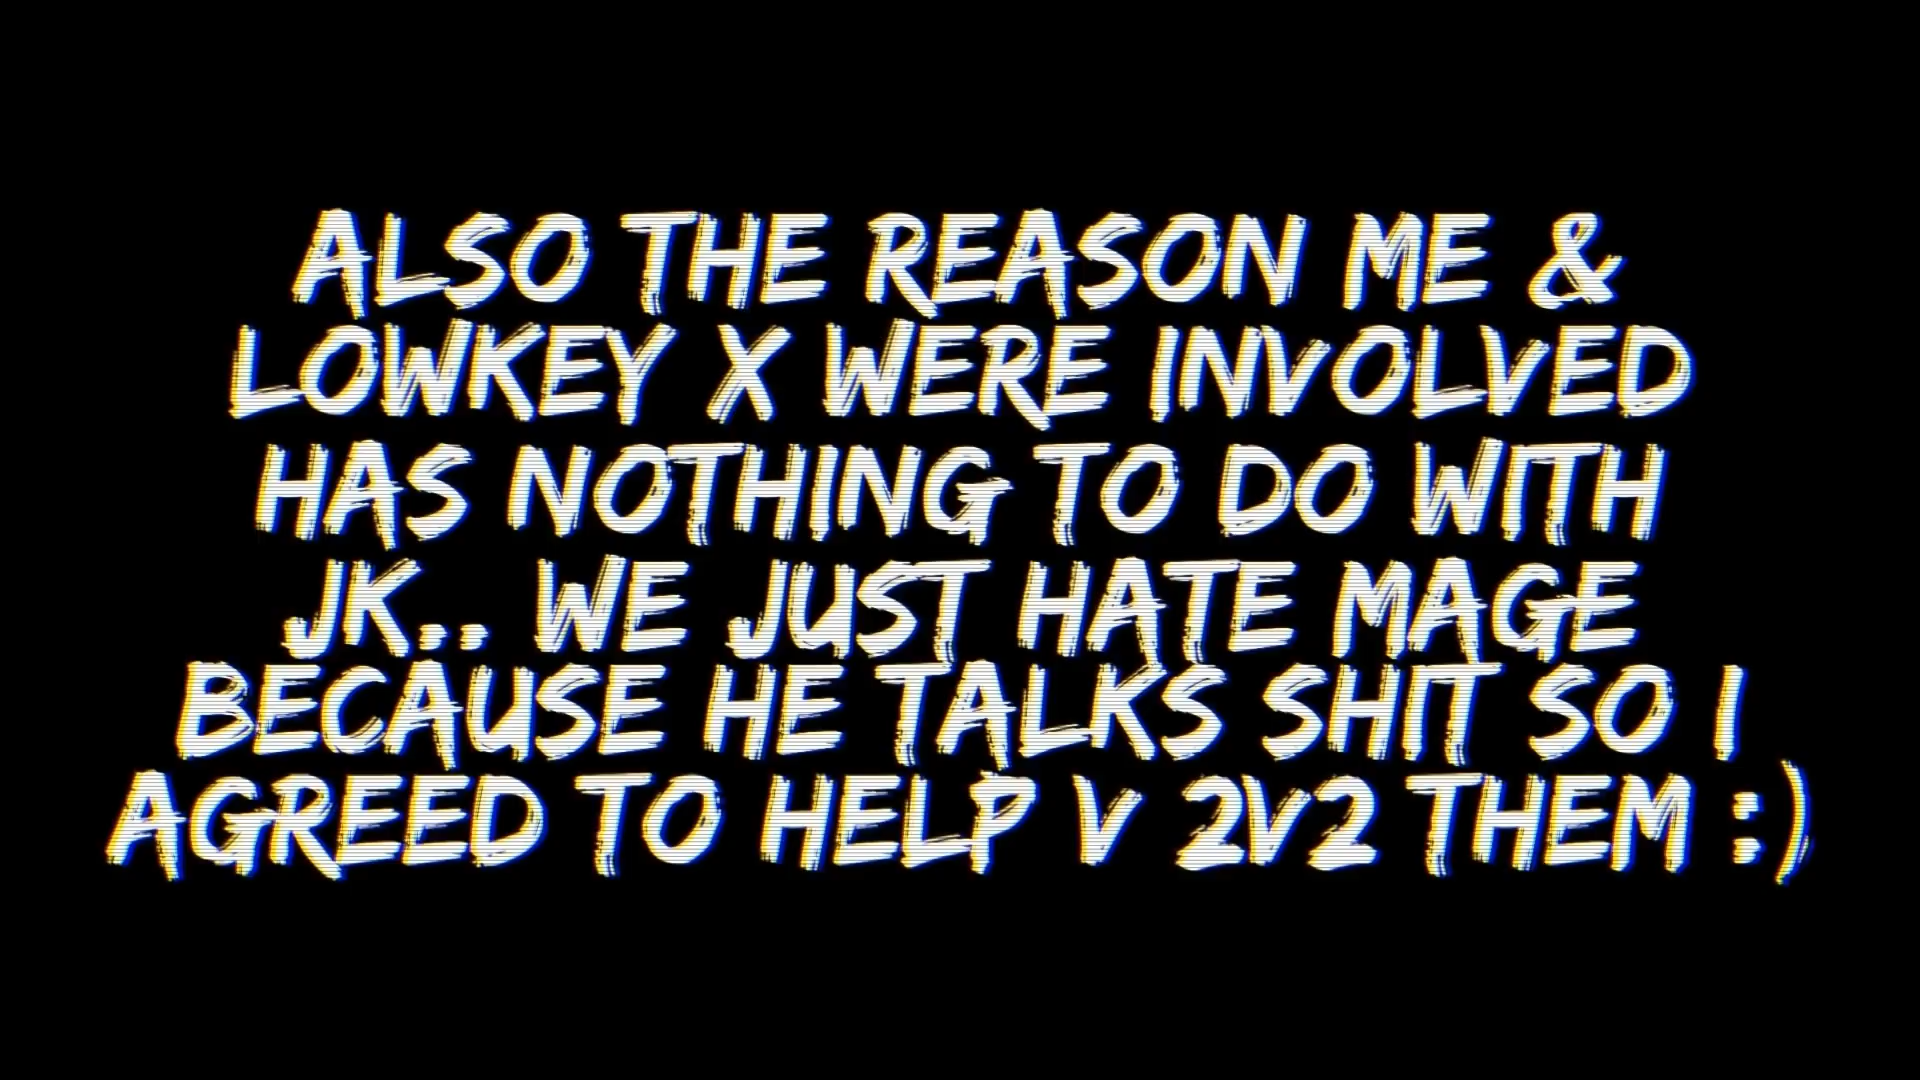 ALSO THE REASON ME &
LOWKEY X WERE INVOLVED
HAS NOTHING TO DO WITH
JK.. WE JUST HATE MAGE
BECAUSE HE TALKS SHIT SO I
AGREED TO HELP V 2V2 THEM :)